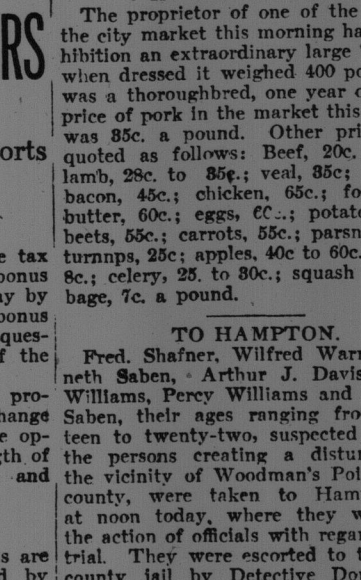 The proprietor of one of the
the city market this morning ha
hibition an extraordinary large
when dressed it weighed 400 po
was a thoroughbred, one year o
price of pork in the market this
was 35c. a pound. Other pri
quoted as follows: Beef, 20c.
lamb, 28c. to 35c.; veal, 35c;
bacon, 45c.; chicken, 65c.; fo
butter, 60c.; eggs, potat
beets, 55c.; carrots, 55c.; parsn
turnnps, 25c; apples, 40c to 60c.
8c.; celery, 25. to 30c.; squash
bage, 7c. a pound.
TO HAMPTON.
Fred. Shafner, Wilfred Warr
neth Saben, Arthur J. Davis
Williams, Percy Williams and
Saben, their ages ranging fro
teen to twenty-two, suspected
the persons creating a distur
the vicinity of Woodman's Poi
county, were taken to Ham
at noon today, where they w
the action of officials with regar
trial. They were escorted to
county jail by Detective De
RS
orts
e tax
bonus
ay by
bonus
ques-
f the
pro-
hange
e op-
gth of
and
s are
d by